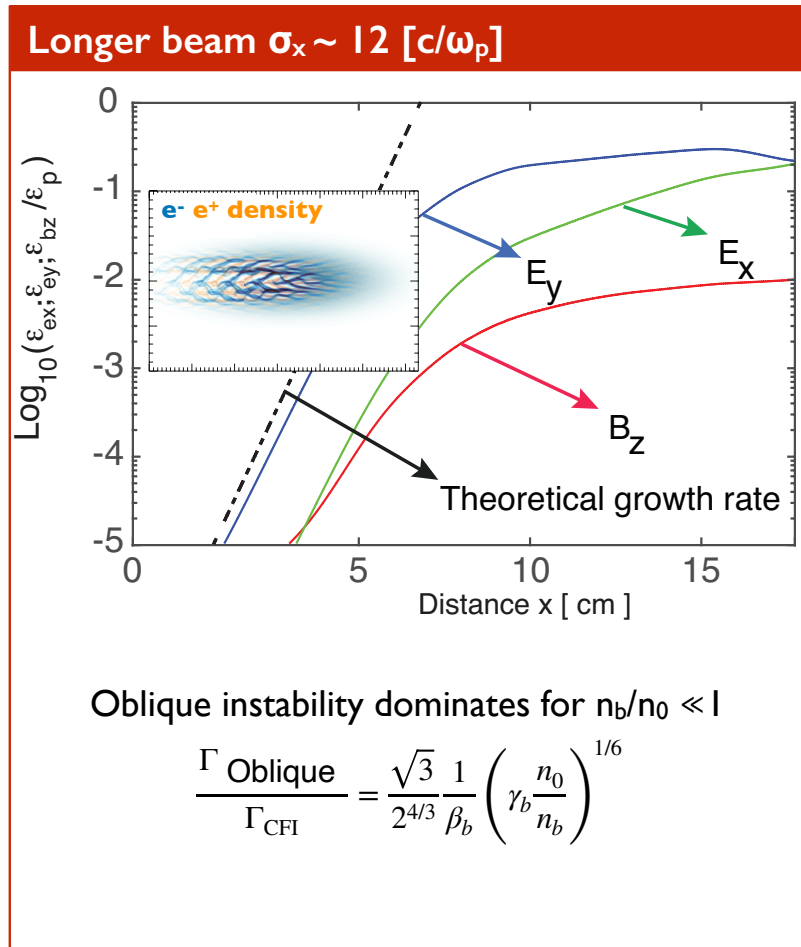 Longer beam σx ~ 12 [c/ωp]
Log10(εex;εey;εbz/εp)
0
-1
-2
-3
-4
-5
e- e+ density
Ey
Ex
Bz
Theoretical growth rate
0 5 10 15
Distance x [ cm ]
Oblique instability dominates for nb/n0 ≪1
Γ Oblique / ΓCFI = √3 / 2^4/3 1 / βb (γb n0 / nb)^1/6